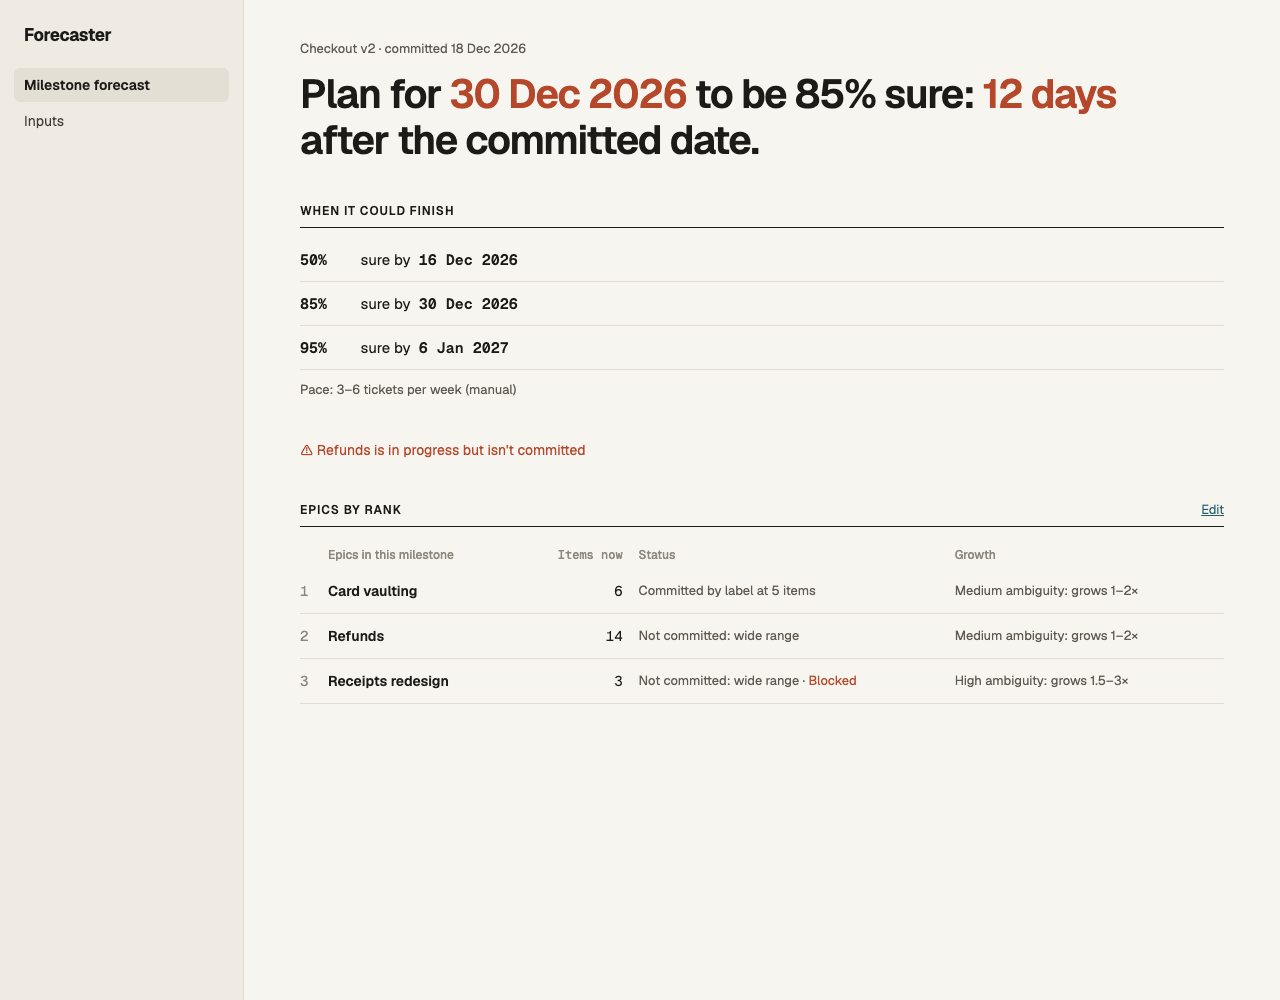 Forecaster
Milestone forecast
Inputs
Checkout v2 · committed 18 Dec 2026
Plan for 30 Dec 2026 to be 85% sure: 12 days
after the committed date.
WHEN IT COULD FINISH
50% sure by 16 Dec 2026
85% sure by 30 Dec 2026
95% sure by 6 Jan 2027
Pace: 3–6 tickets per week (manual)
⚠ Refunds is in progress but isn't committed
EPICS BY RANK Edit
Epics in this milestone Items now Status Growth
1 Card vaulting 6 Committed by label at 5 items Medium ambiguity: grows 1–2×
2 Refunds 14 Not committed: wide range Medium ambiguity: grows 1–2×
3 Receipts redesign 3 Not committed: wide range · Blocked High ambiguity: grows 1.5–3×